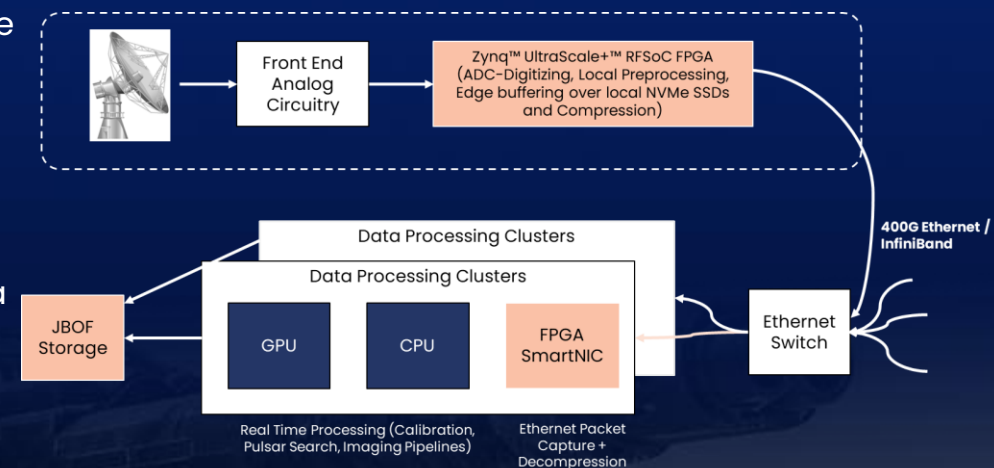 e
Front End
Analog
Circuitry
Zynq™ UltraScale+™ RFSoC FPGA
(ADC-Digitizing, Local Preprocessing,
Edge buffering over local NVMe SSDs
and Compression)
400G Ethernet /
InfiniBand
Data Processing Clusters
Data Processing Clusters
a
JBOF
Storage
GPU
CPU
FPGA
SmartNIC
Ethernet
Switch
Real Time Processing (Calibration,
Pulsar Search, Imaging Pipelines)
Ethernet Packet
Capture +
Decompression